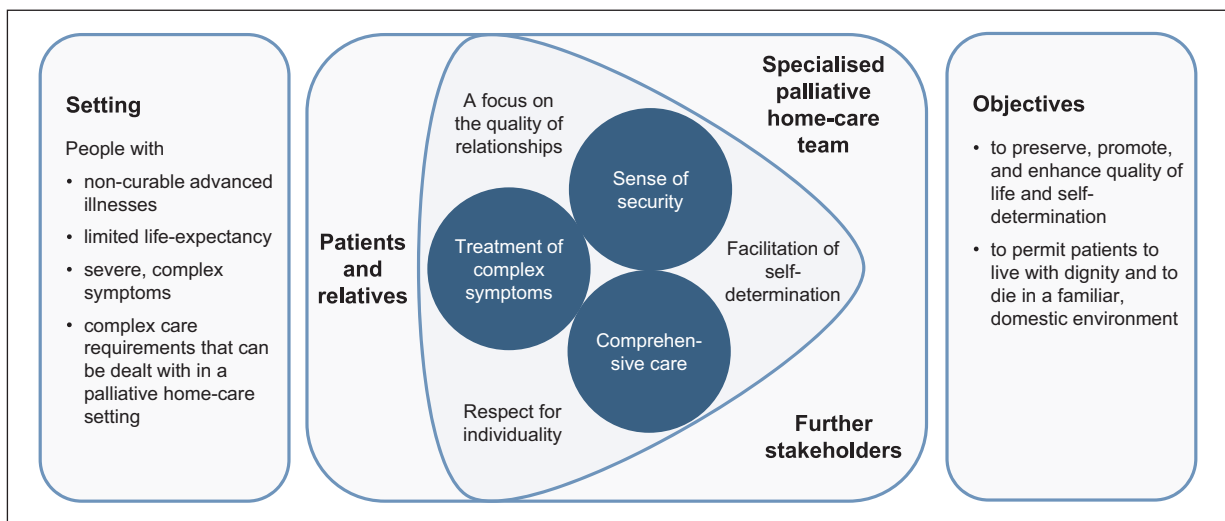 Setting
People with
• non-curable advanced
illnesses
• limited life-expectancy
• severe, complex
symptoms
• complex care
requirements that can
be dealt with in a
palliative home-care
setting
Patients
and
relatives
A focus on
the quality of
relationships
Sense of
security
Treatment of
complex
symptoms
Comprehen-
sive care
Facilitation of
self-
determination
Respect for
individuality
Specialised
palliative
home-care
team
Further
stakeholders
Objectives
• to preserve, promote,
and enhance quality of
life and self-
determination
• to permit patients to
live with dignity and to
die in a familiar,
domestic environment